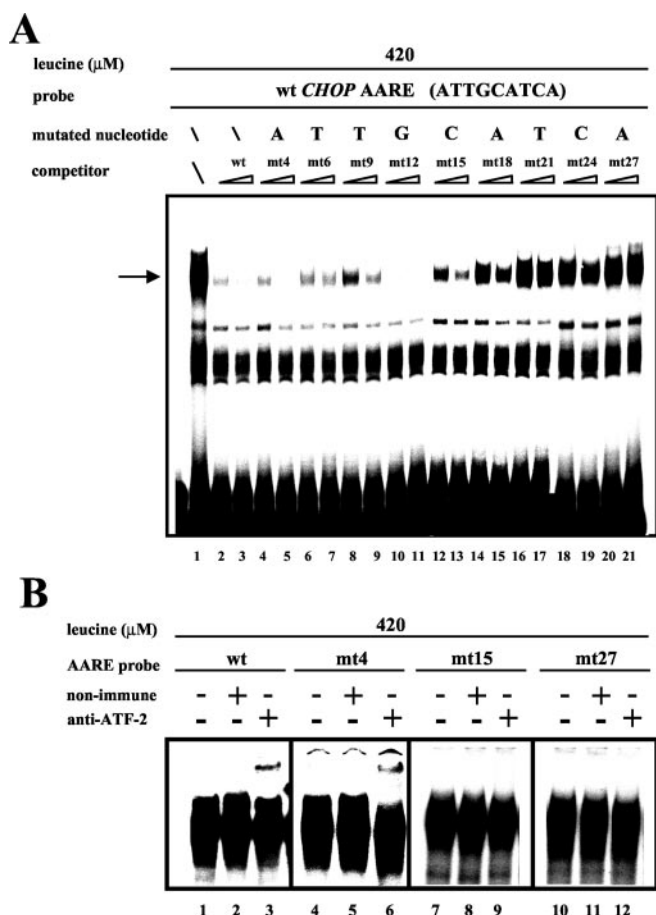 A
leucine (μM) 420
probe wt CHOP AARE (ATTGCATCA)
mutated nucleotide \ \ A T T G C A T C A
competitor \ wt mt4 mt6 mt9 mt12 mt15 mt18 mt21 mt24 mt27
1 2 3 4 5 6 7 8 9 10 11 12 13 14 15 16 17 18 19 20 21
B
leucine (μM) 420
AARE probe wt mt4 mt15 mt27
non-immune - + - - + - - + - - + -
anti-ATF-2 - - + - - + - - + - - +
1 2 3 4 5 6 7 8 9 10 11 12